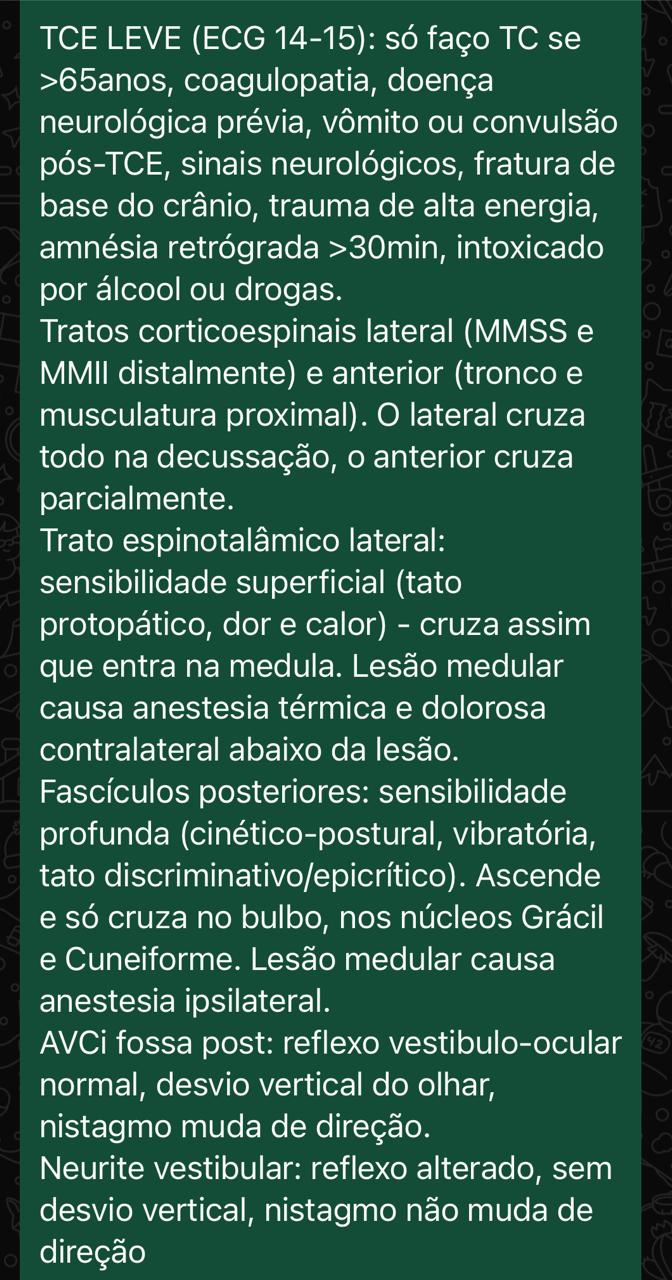 TCE LEVE (ECG 14-15): só faço TC se
>65anos, coagulopatia, doença
neurológica prévia, vômito ou convulsão
pós-TCE, sinais neurológicos, fratura de
base do crânio, trauma de alta energia,
amnésia retrógrada >30min, intoxicado
por álcool ou drogas.
Tratos corticoespinais lateral (MMSS e
MMII distalmente) e anterior (tronco e
musculatura proximal). O lateral cruza
todo na decussação, o anterior cruza
parcialmente.
Trato espinotalâmico lateral:
sensibilidade superficial (tato
protopático, dor e calor) - cruza assim
que entra na medula. Lesão medular
causa anestesia térmica e dolorosa
contralateral abaixo da lesão.
Fascículos posteriores: sensibilidade
profunda (cinético-postural, vibratória,
tato discriminativo/epicrítico). Ascende
e só cruza no bulbo, nos núcleos Grácil
e Cuneiforme. Lesão medular causa
anestesia ipsilateral.
AVCi fossa post: reflexo vestibulo-ocular
normal, desvio vertical do olhar,
nistagmo muda de direção.
Neurite vestibular: reflexo alterado, sem
desvio vertical, nistagmo não muda de
direção